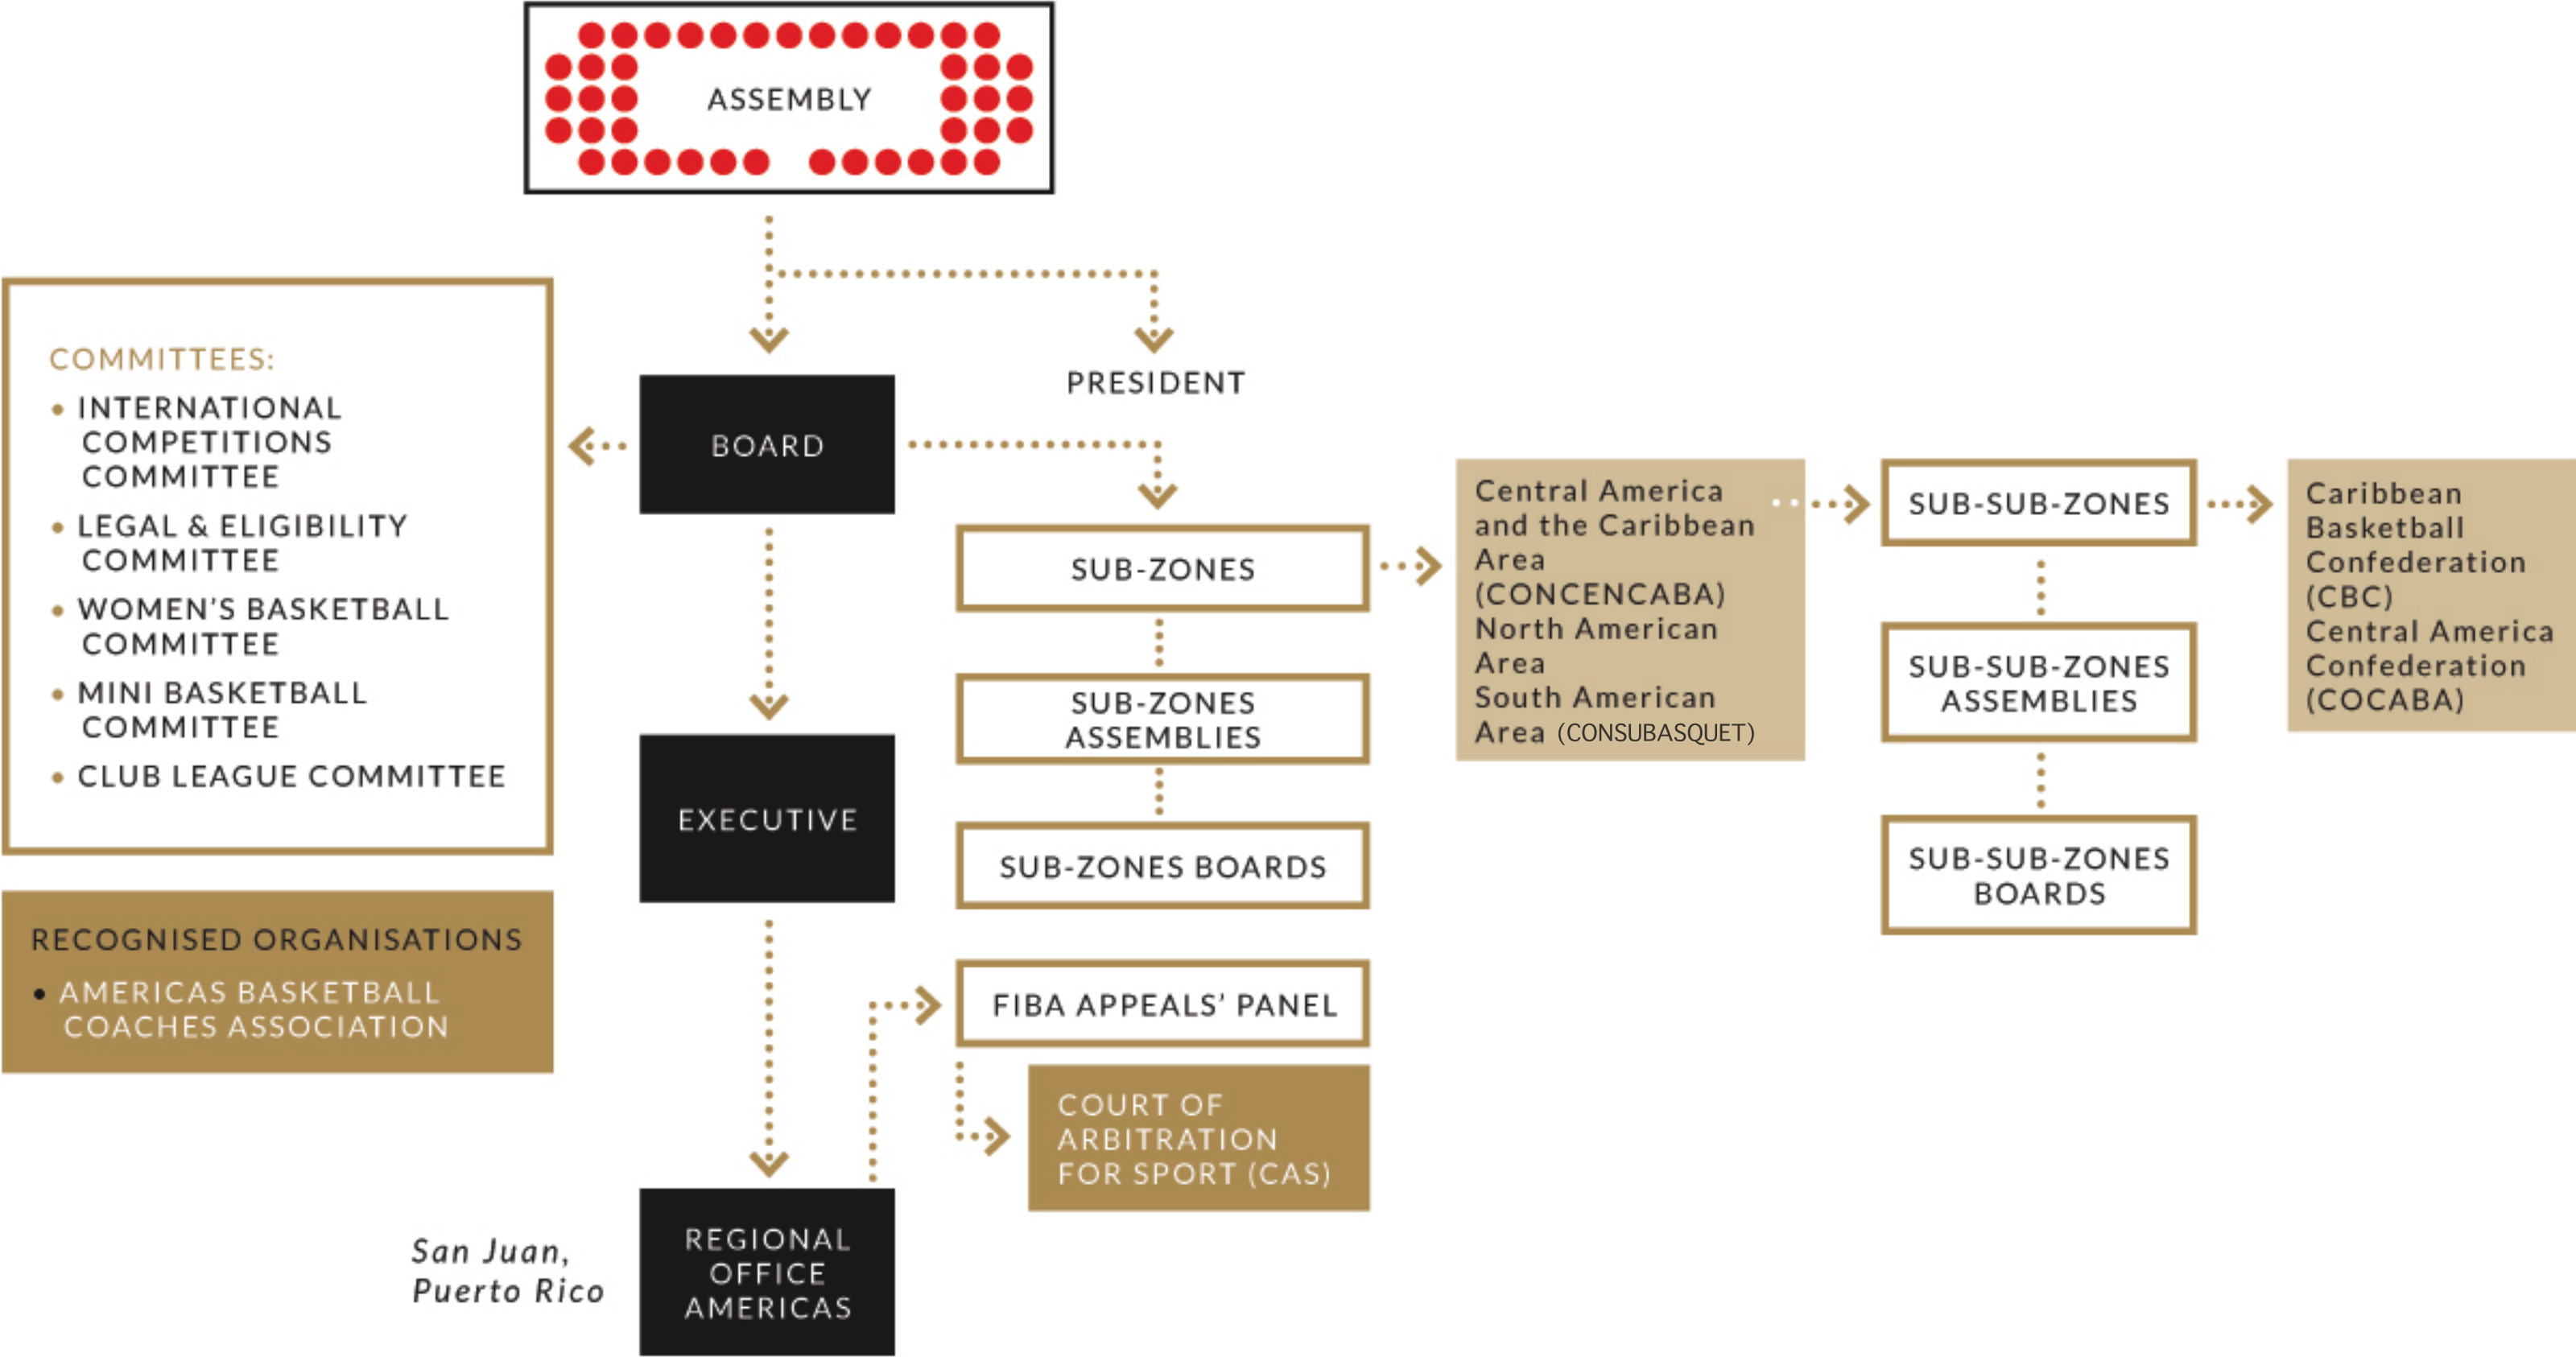 ASSEMBLY
PRESIDENT
COMMITTEES:
• INTERNATIONAL
COMPETITIONS
COMMITTEE
• LEGAL & ELIGIBILITY
COMMITTEE
• WOMEN’S BASKETBALL
COMMITTEE
• MINI BASKETBALL
COMMITTEE
• CLUB LEAGUE COMMITTEE
RECOGNISED ORGANISATIONS
• AMERICAS BASKETBALL
COACHES ASSOCIATION
BOARD
EXECUTIVE
San Juan,
Puerto Rico
REGIONAL
OFFICE
AMERICAS
SUB-ZONES
SUB-ZONES
ASSEMBLIES
SUB-ZONES BOARDS
FIBA APPEALS’ PANEL
COURT OF
ARBITRATION
FOR SPORT (CAS)
Central America
and the Caribbean
Area
(CONCENCABA)
North American
Area
South American
Area (CONSUBASQUET)
SUB-SUB-ZONES
SUB-SUB-ZONES
ASSEMBLIES
SUB-SUB-ZONES
BOARDS
Caribbean
Basketball
Confederation
(CBC)
Central America
Confederation
(COCABA)